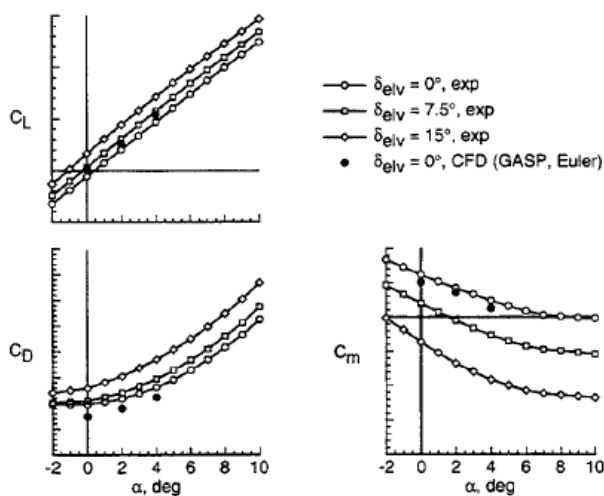 C_L
δ_elv = 0°, exp
δ_elv = 7.5°, exp
δ_elv = 15°, exp
δ_elv = 0°, CFD (GASP, Euler)
C_D
-2 0 2 4 6 8 10
α, deg
C_m
-2 0 2 4 6 8 10
α, deg